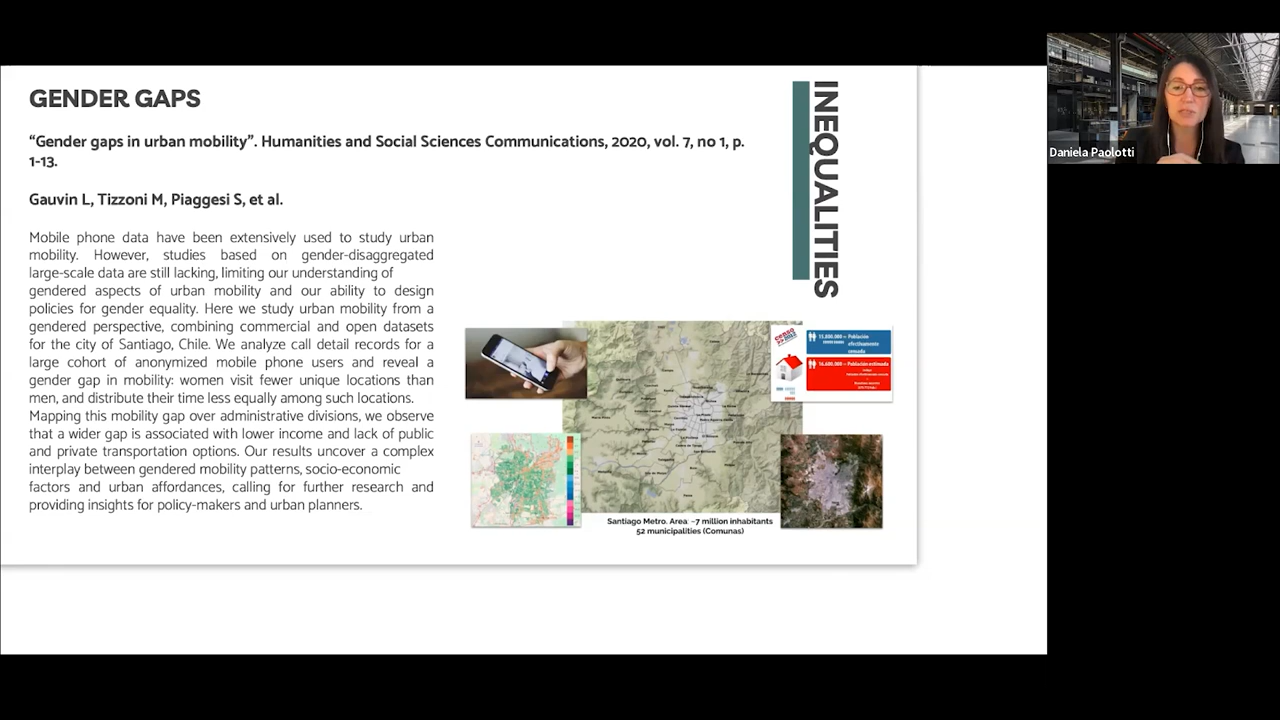 GENDER GAPS
“Gender gaps in urban mobility”. Humanities and Social Sciences Communications, 2020, vol. 7, no 1, p.
1-13.
Gauvin L, Tizzoni M, Piaggesi S, et al.
Mobile phone data have been extensively used to study urban
mobility. However, studies based on gender-disaggregated
large-scale data are still lacking, limiting our understanding of
gendered aspects of urban mobility and our ability to design
policies for gender equality. Here we study urban mobility from a
gendered perspective, combining commercial and open datasets
for the city of Santiago, Chile. We analyze call detail records for a
large cohort of anonymized mobile phone users and reveal a
gender gap in mobility: women visit fewer unique locations than
men, and distribute their time less equally among such locations.
Mapping this mobility gap over administrative divisions, we observe
that a wider gap is associated with lower income and lack of public
and private transportation options. Our results uncover a complex
interplay between gendered mobility patterns, socio-economic
factors and urban affordances, calling for further research and
providing insights for policy-makers and urban planners.
INEQUALITIES
Población
efectivamente
censada
Población estimada
Santiago Metro. Area: ~7 million inhabitants
52 municipalities (Comunas)
Daniela Paolotti